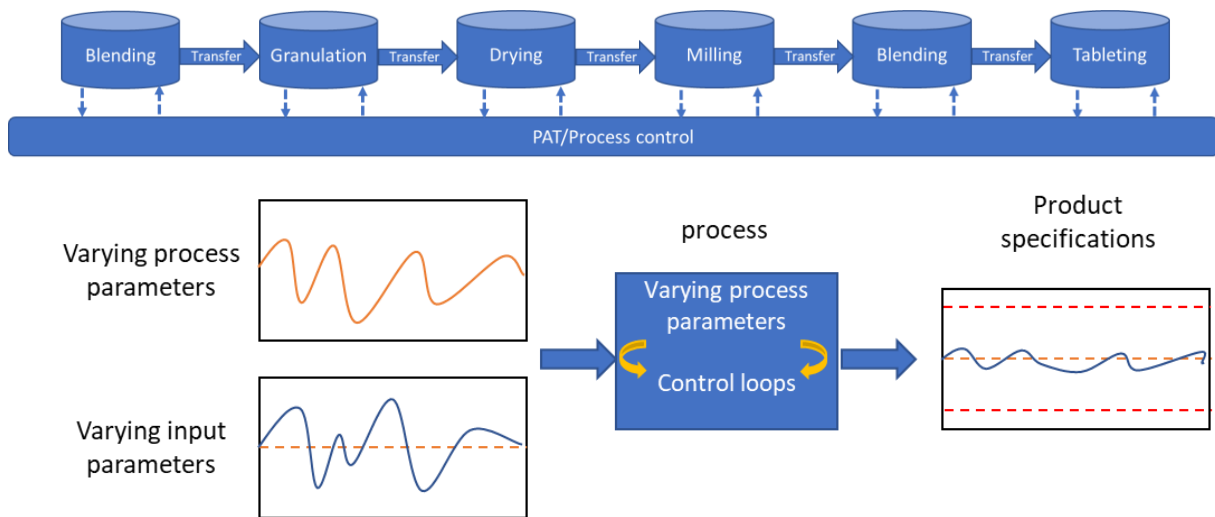 Blending
Transfer
Granulation
Transfer
Drying
Transfer
Milling
Transfer
Blending
Transfer
Tableting
PAT/Process control
Varying process
parameters
Varying input
parameters
process
Varying process
parameters
Control loops
Product
specifications